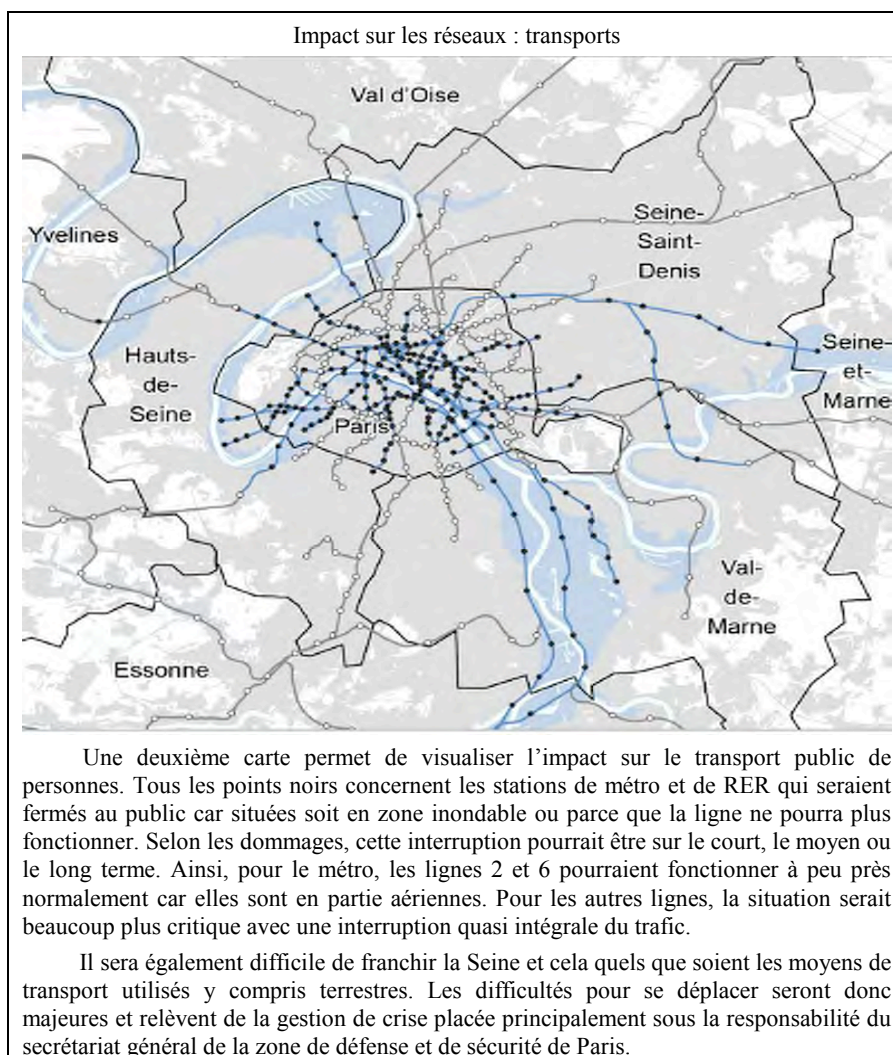 Impact sur les réseaux : transports
Val d'Oise
Seine-
Saint-
Denis
Yvelines
Hauts-
de-
Seine
Seine-
et-
Marne
Paris
Val-
de-
Marne
Essonne
Une deuxième carte permet de visualiser l'impact sur le transport public de
personnes. Tous les points noirs concernent les stations de métro et de RER qui seraient
fermés au public car situées soit en zone inondable ou parce que la ligne ne pourra plus
fonctionner. Selon les dommages, cette interruption pourrait être sur le court, le moyen ou
le long terme. Ainsi, pour le métro, les lignes 2 et 6 pourraient fonctionner à peu près
normalement car elles sont en partie aériennes. Pour les autres lignes, la situation serait
beaucoup plus critique avec une interruption quasi intégrale du trafic.
Il sera également difficile de franchir la Seine et cela quels que soient les moyens de
transport utilisés y compris terrestres. Les difficultés pour se déplacer seront donc
majeures et relèvent de la gestion de crise placée principalement sous la responsabilité du
secrétariat général de la zone de défense et de sécurité de Paris.